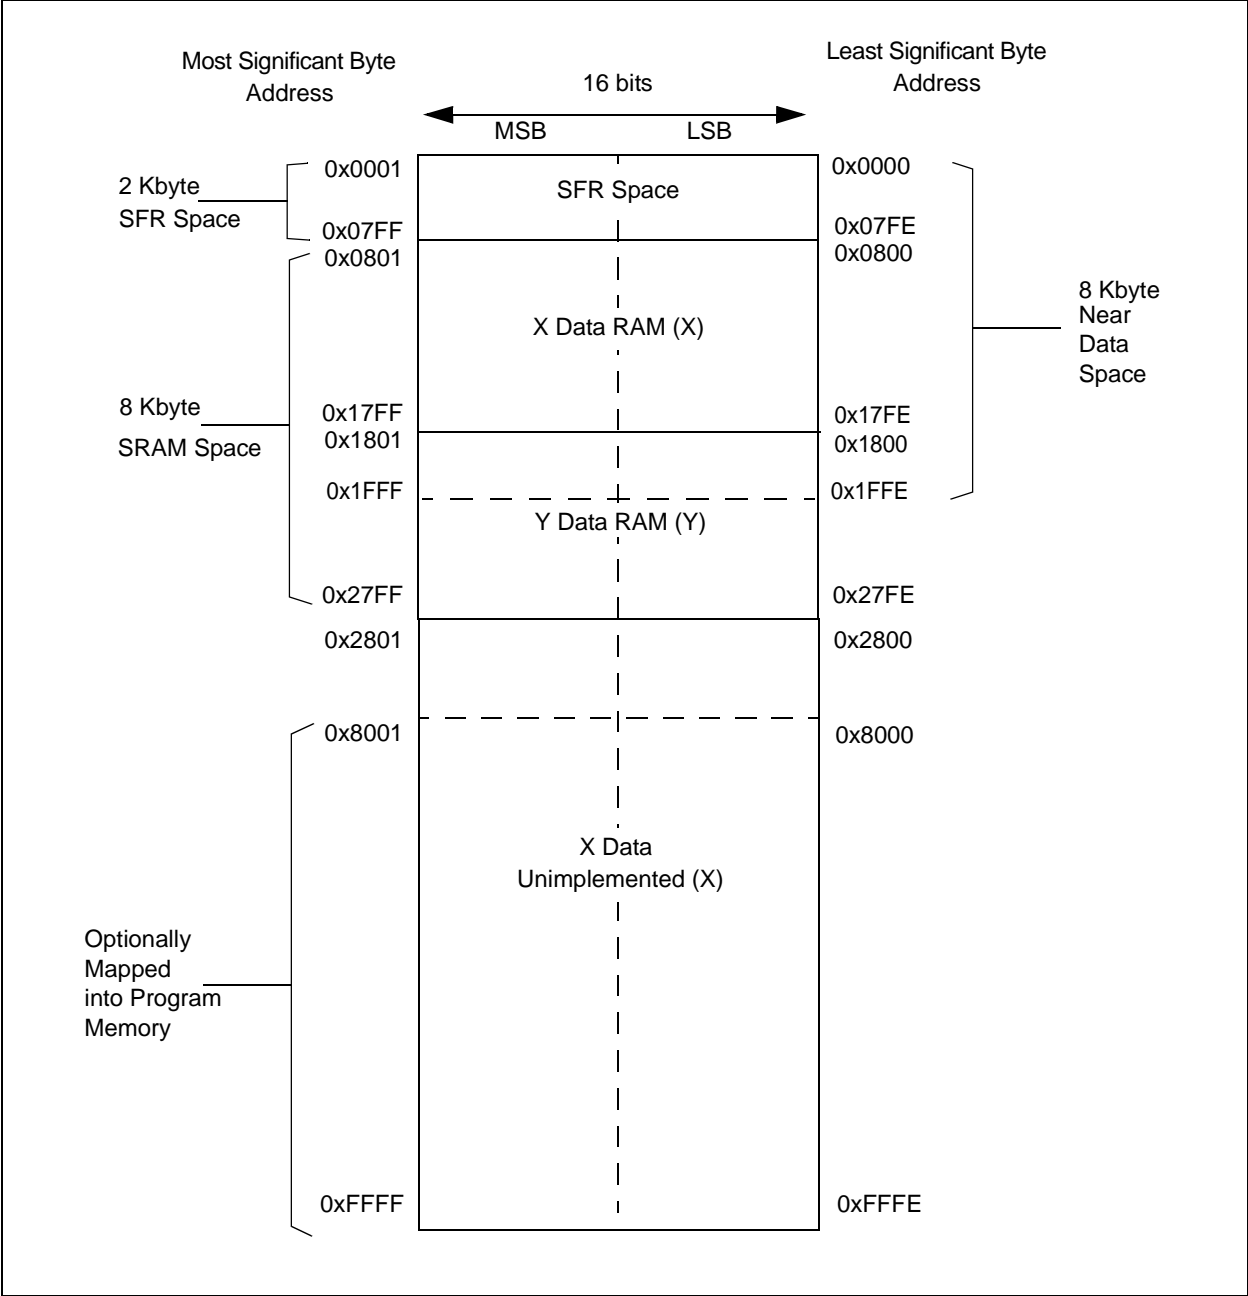 Most Significant Byte
Address
16 bits
Least Significant Byte
Address
MSB
LSB
0x0001
0x0000
2 Kbyte
SFR Space
SFR Space
0x07FF
0x07FE
0x0801
0x0800
X Data RAM (X)
8 Kbyte
Near
Data
Space
8 Kbyte
SRAM Space
0x17FF
0x17FE
0x1801
0x1800
0x1FFF
0x1FFE
Y Data RAM (Y)
0x27FF
0x27FE
0x2801
0x2800
0x8001
0x8000
X Data
Unimplemented (X)
Optionally
Mapped
into Program
Memory
0xFFFF
0xFFFE